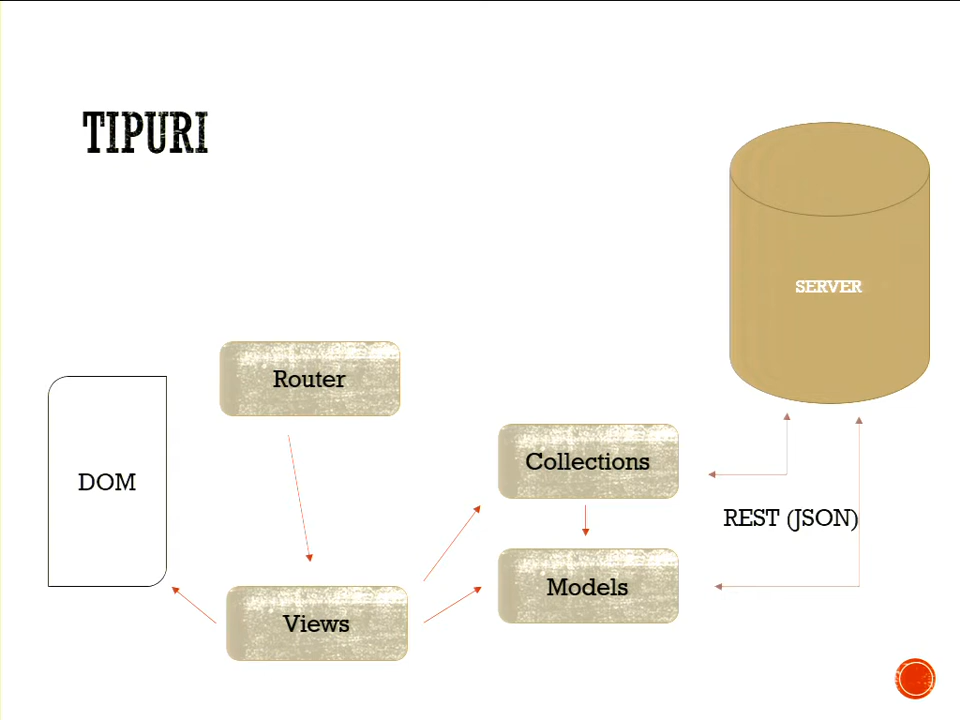 TIPURI
SERVER
Router
Collections
DOM
REST (JSON)
Models
Views